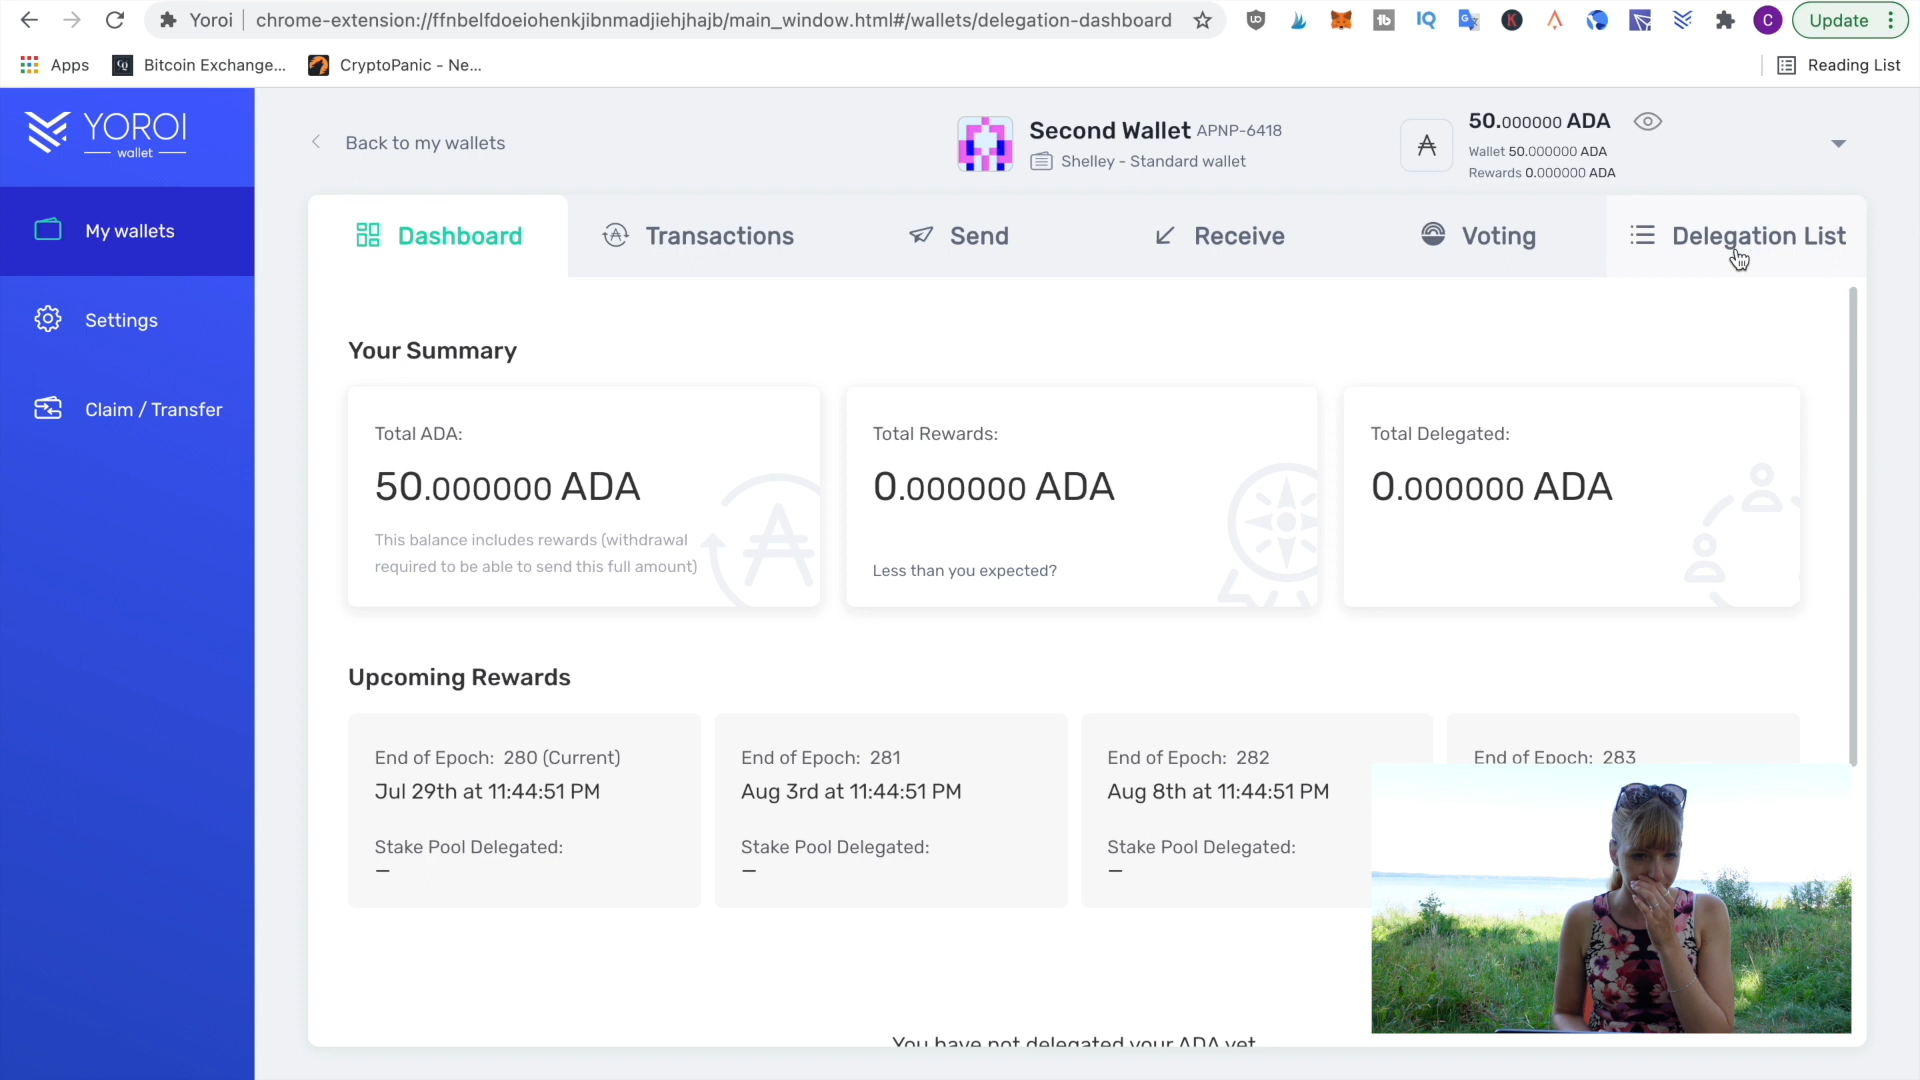 Yoroi
chrome-extension://ffnbelfdoeiohenkjibnmadjiehjhajb/main_window.html#/wallets/delegation-dashboard
Update
Apps
Bitcoin Exchange...
CryptoPanic - Ne...
Reading List
YOROI
wallet
My wallets
Settings
Claim / Transfer
Back to my wallets
Second Wallet APNP-6418
Shelley - Standard wallet
50.000000 ADA
Wallet 50.000000 ADA
Rewards 0.000000 ADA
Dashboard
Transactions
Send
Receive
Voting
Delegation List
Your Summary
Total ADA:
50.000000 ADA
This balance includes rewards (withdrawal
required to be able to send this full amount)
Total Rewards:
0.000000 ADA
Less than you expected?
Total Delegated:
0.000000 ADA
Upcoming Rewards
End of Epoch: 280 (Current)
Jul 29th at 11:44:51 PM
Stake Pool Delegated:
–
End of Epoch: 281
Aug 3rd at 11:44:51 PM
Stake Pool Delegated:
–
End of Epoch: 282
Aug 8th at 11:44:51 PM
Stake Pool Delegated:
–
End of Epoch: 283
You have not delegated your ADA yet